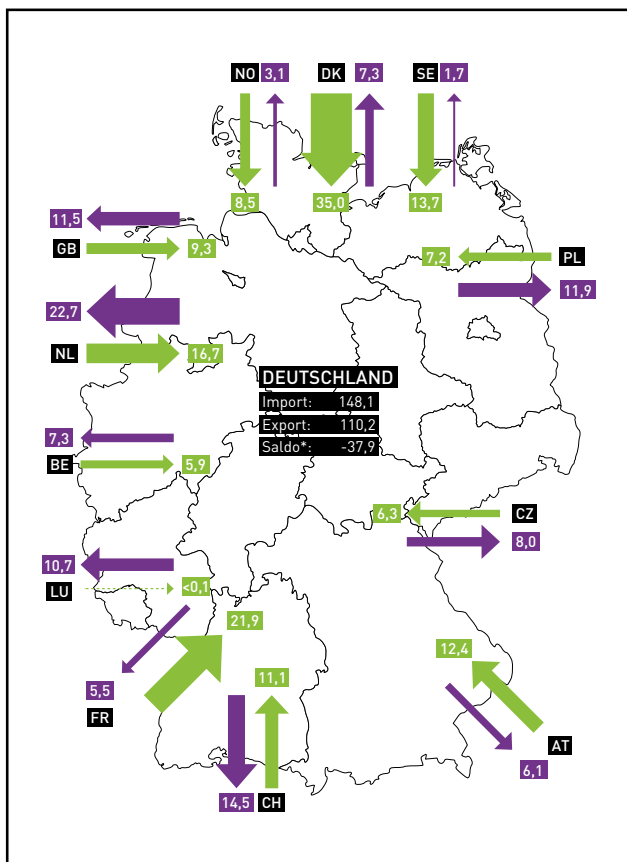 NO 3,1 DK 7,3 SE 1,7
8,5 35,0 13,7
11,5
GB 9,3
7,2 PL
11,9
22,7
NL 16,7
DEUTSCHLAND
Import: 148,1
Export: 110,2
Saldo*: -37,9
7,3
BE 5,9
6,3 CZ
8,0
10,7
LU <0,1
21,9
12,4
11,1
5,5
FR
AT
6,1
14,5 CH